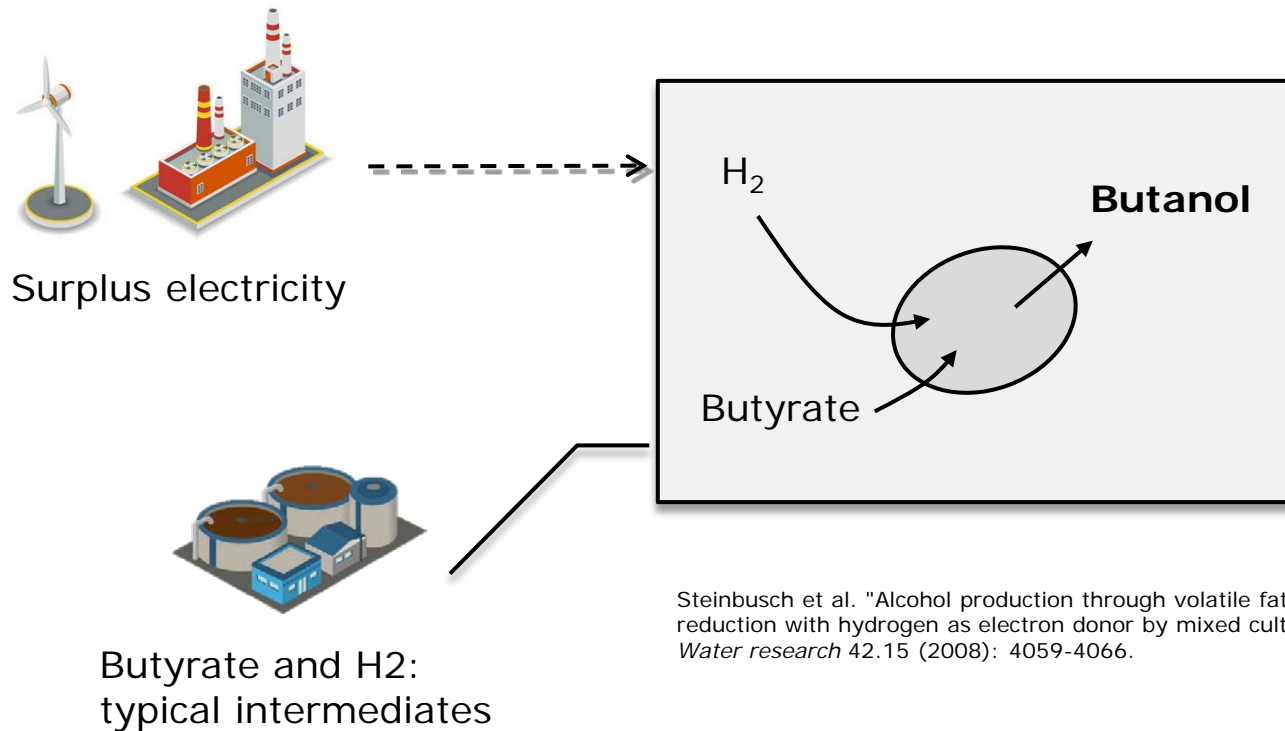 H₂
Butanol
Surplus electricity
Butyrate
Steinbusch et al. "Alcohol production through volatile fat
reduction with hydrogen as electron donor by mixed cult
Water research 42.15 (2008): 4059-4066.
Butyrate and H2:
typical intermediates